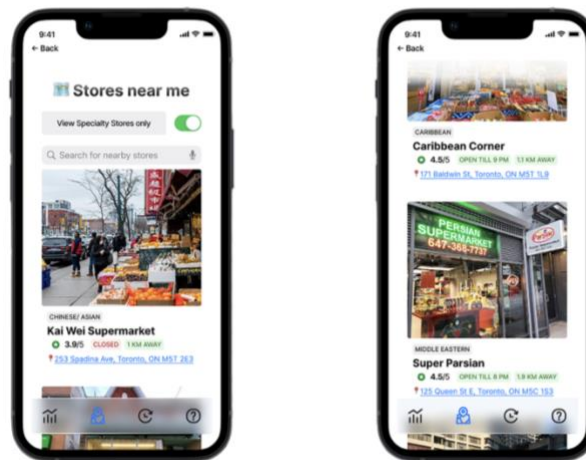 9:41
← Back
Stores near me
View Specialty Stores only
Search for nearby stores
CHINESE/ ASIAN
Kai Wei Supermarket
3.9/5 CLOSED 1 KM AWAY
253 Spadina Ave, Toronto, ON M5T 2E3
9:41
← Back
CARIBBEAN
Caribbean Corner
4.5/5 OPEN TILL 9 PM 1.1 KM AWAY
171 Baldwin St, Toronto, ON M5T 1L9
PERSIAN
SUPERMARKET
647-368-7737
MIDDLE EASTERN
Super Parsian
4.5/5 OPEN TILL 8 PM 1.9 KM AWAY
125 Queen St E, Toronto, ON M5C 1S3